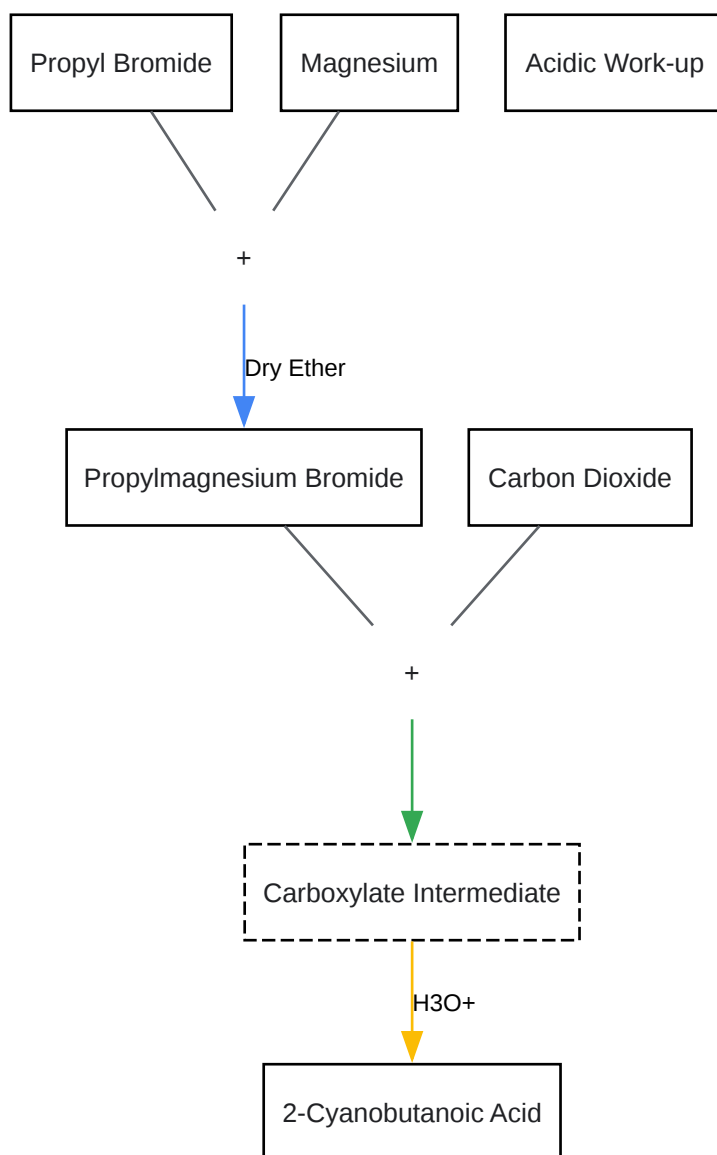 Propyl Bromide
Magnesium
Acidic Work-up
+
Dry Ether
Propylmagnesium Bromide
Carbon Dioxide
+
Carboxylate Intermediate
H3O+
2-Cyanobutanoic Acid